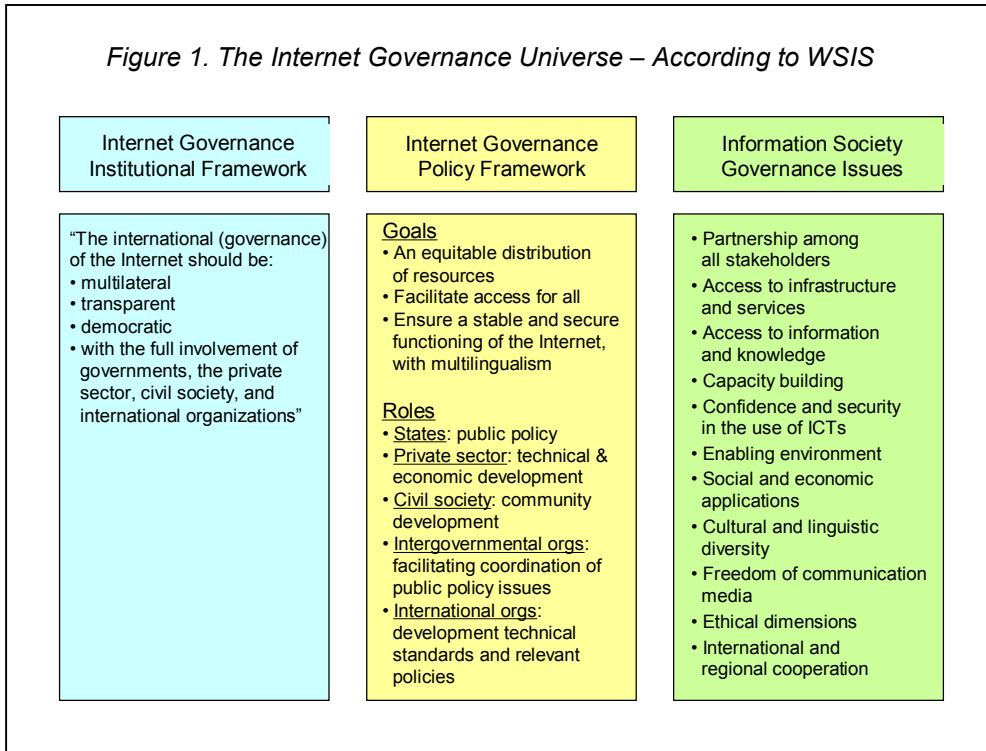 Figure 1. The Internet Governance Universe – According to WSIS
Internet Governance
Institutional Framework
“The international (governance)
of the Internet should be:
• multilateral
• transparent
• democratic
• with the full involvement of
governments, the private
sector, civil society, and
international organizations”
Internet Governance
Policy Framework
Goals
• An equitable distribution
of resources
• Facilitate access for all
• Ensure a stable and secure
functioning of the Internet,
with multilingualism
Roles
• States: public policy
• Private sector: technical &
economic development
• Civil society: community
development
• Intergovernmental orgs:
facilitating coordination of
public policy issues
• International orgs:
development technical
standards and relevant
policies
Information Society
Governance Issues
• Partnership among
all stakeholders
• Access to infrastructure
and services
• Access to information
and knowledge
• Capacity building
• Confidence and security
in the use of ICTs
• Enabling environment
• Social and economic
applications
• Cultural and linguistic
diversity
• Freedom of communication
media
• Ethical dimensions
• International and
regional cooperation